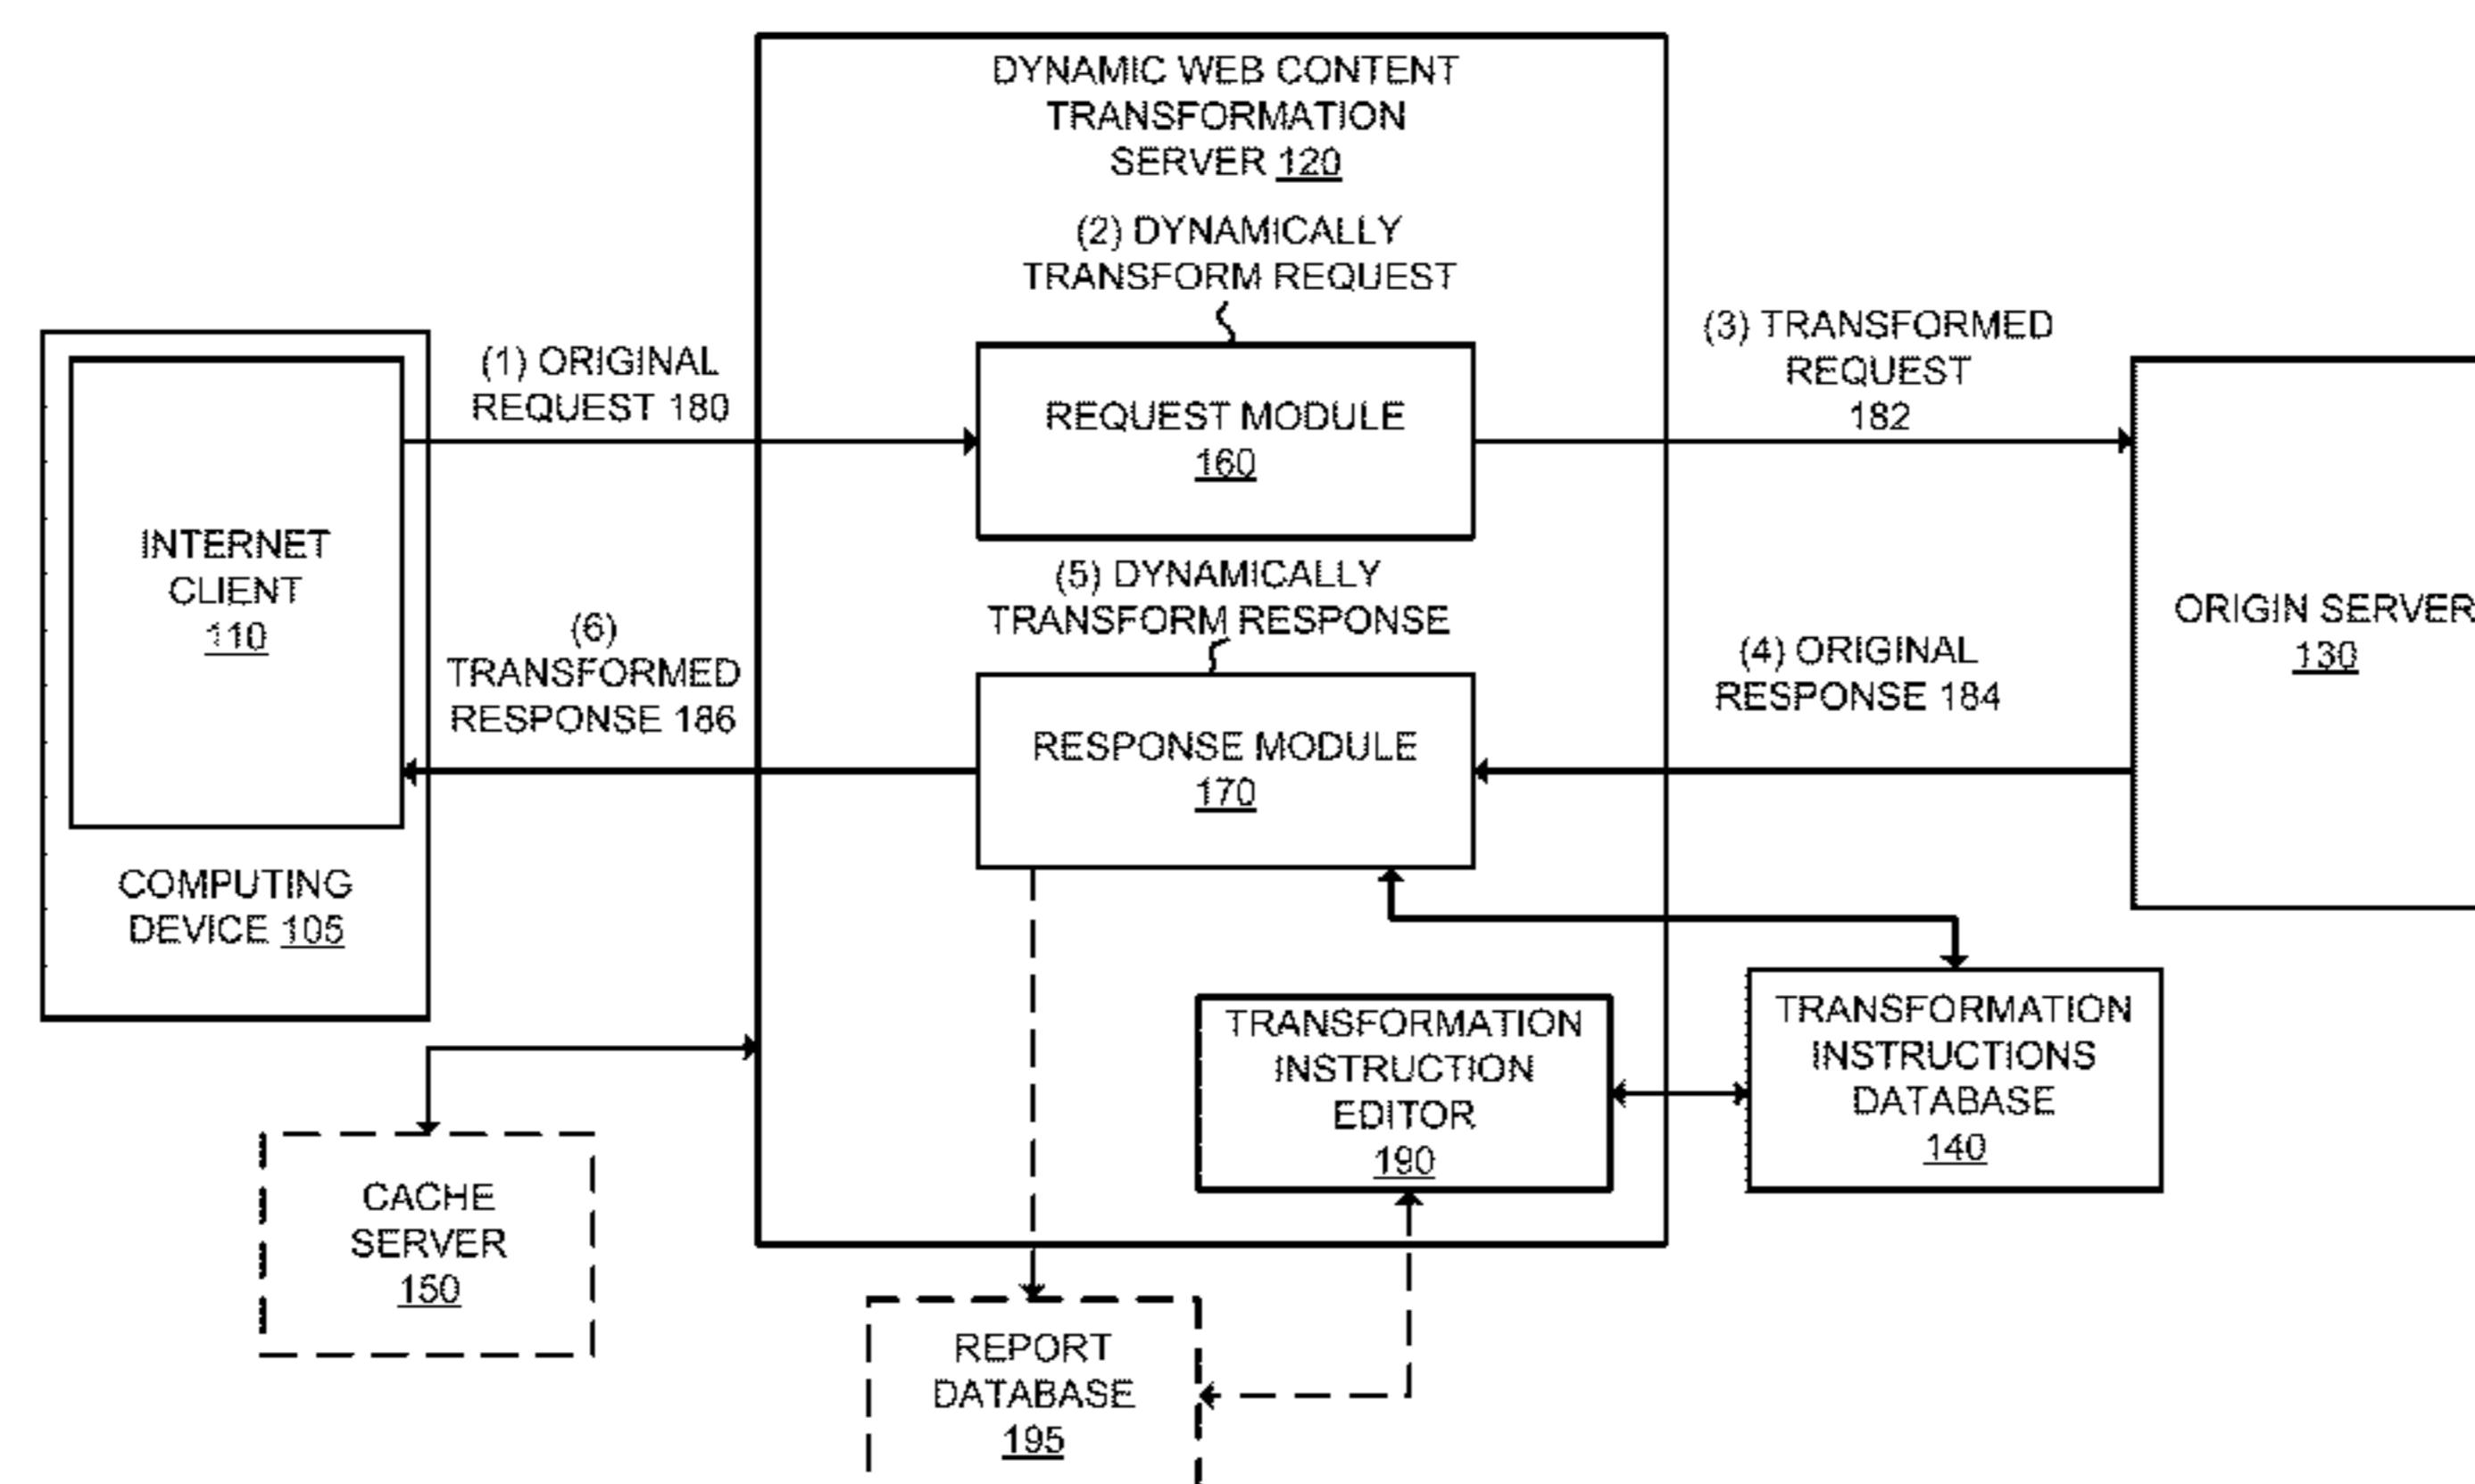 DYNAMIC WEB CONTENT
TRANSFORMATION
SERVER 120
(2) DYNAMICALLY
TRANSFORM REQUEST
(1) ORIGINAL
REQUEST 180
REQUEST MODULE
160
(3) TRANSFORMED
REQUEST
182
INTERNET
CLIENT
110
COMPUTING
DEVICE 105
(6)
TRANSFORMED
RESPONSE 186
(5) DYNAMICALLY
TRANSFORM RESPONSE
RESPONSE MODULE
170
(4) ORIGINAL
RESPONSE 184
ORIGIN SERVER
130
TRANSFORMATION
INSTRUCTION
EDITOR
190
TRANSFORMATION
INSTRUCTIONS
DATABASE
140
CACHE
SERVER
150
REPORT
DATABASE
195